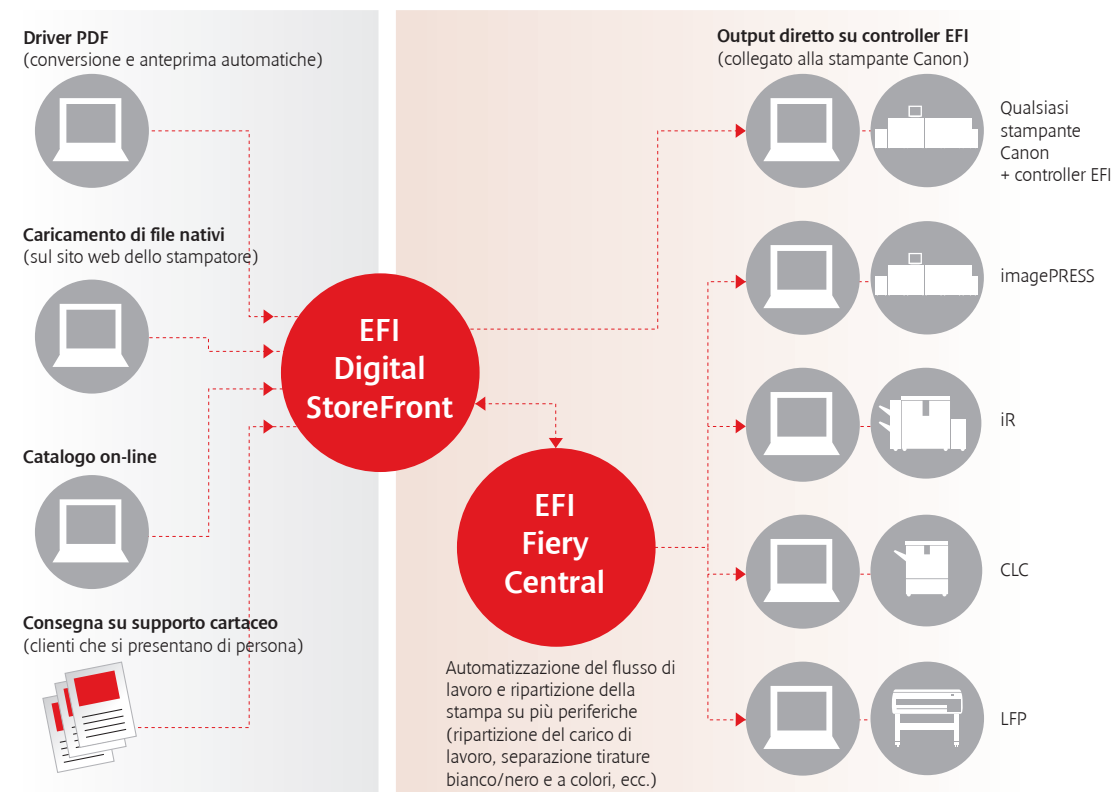 Driver PDF
(conversione e anteprima automatiche)
Caricamento di file nativi
(sul sito web dello stampatore)
Catalogo on-line
Consegna su supporto cartaceo
(clienti che si presentano di persona)
EFI
Digital
StoreFront
EFI
Fiery
Central
Automatizzazione del flusso di
lavoro e ripartizione della
stampa su più periferiche
(ripartizione del carico di
lavoro, separazione tirature
bianco/nero e a colori, ecc.)
Output diretto su controller EFI
(collegato alla stampante Canon)
Qualsiasi
stampante
Canon
+ controller EFI
imagePRESS
iR
CLC
LFP